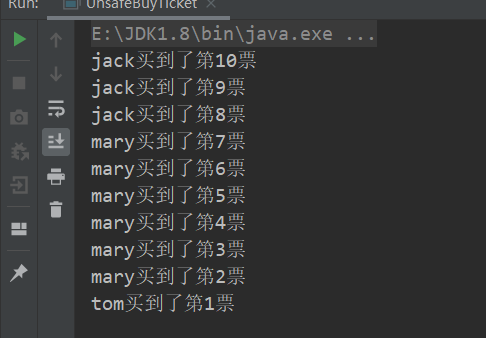 Run:
UnsafeBuyTicket
E:\JDK1.8\bin\java.exe ...
jack买到了第10票
jack买到了第9票
jack买到了第8票
mary买到了第7票
mary买到了第6票
mary买到了第5票
mary买到了第4票
mary买到了第3票
mary买到了第2票
tom买到了第1票